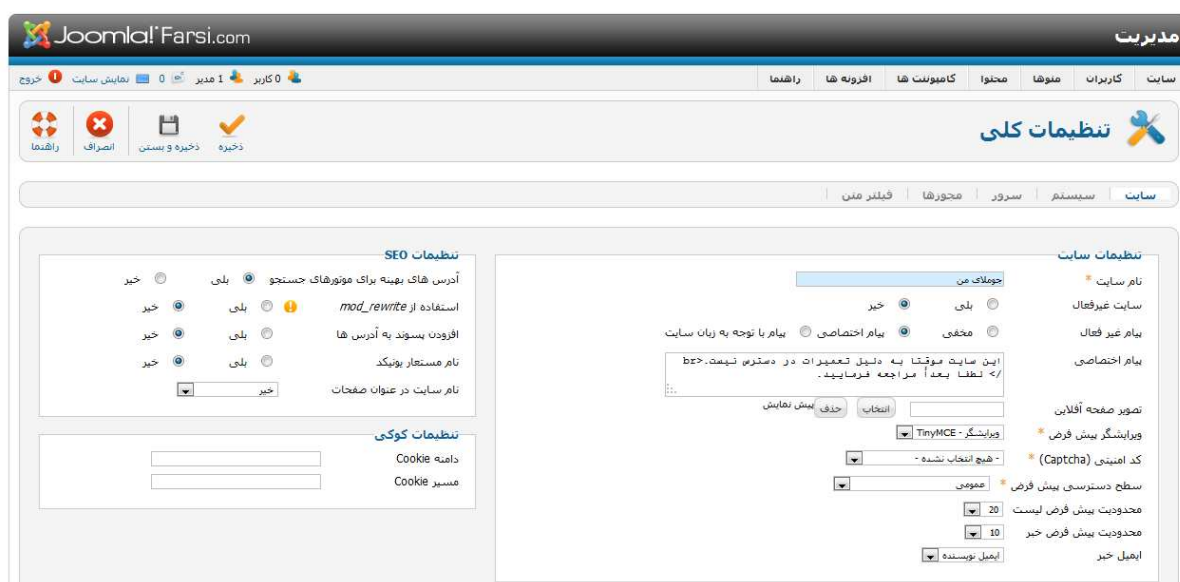 Joomla!Farsi.com
مدیریت
سایت کاربران منوها محتوا کامپوننت ها افزونه ها راهنما
0 کاربر 1 مدیر 0 نمایش سایت خروج
تنظیمات کلی
ذخیره ذخیره و بستن انصراف راهنما
سایت سیستم سرور مجوزها فیلتر متن
تنظیمات سایت
نام سایت * جوملای من
سایت غیرفعال بلی خیر
پیام غیر فعال مخفی پیام اختصاصی پیام با توجه به زبان سایت
پیام اختصاصی این سایت موقتا به دلیل تعمیرات در دسترس نیست.<br
/> لطفا بعداً مراجعه فرمایید.
تصویر صفحه آفلاین انتخاب حذف پیش نمایش
ویرایشگر پیش فرض * ویرایشگر - TinyMCE
کد امنیتی (Captcha) * - هیچ انتخاب نشده -
سطح دسترسی پیش فرض * عمومی
محدودیت پیش فرض لیست 20
محدودیت پیش فرض خبر 10
ایمیل خبر ایمیل نویسنده
تنظیمات SEO
آدرس های بهینه برای موتورهای جستجو بلی خیر
استفاده از mod_rewrite بلی خیر
افزودن پسوند به آدرس ها بلی خیر
نام مستعار یونیکد بلی خیر
نام سایت در عنوان صفحات خیر
تنظیمات کوکی
دامنه Cookie
مسیر Cookie